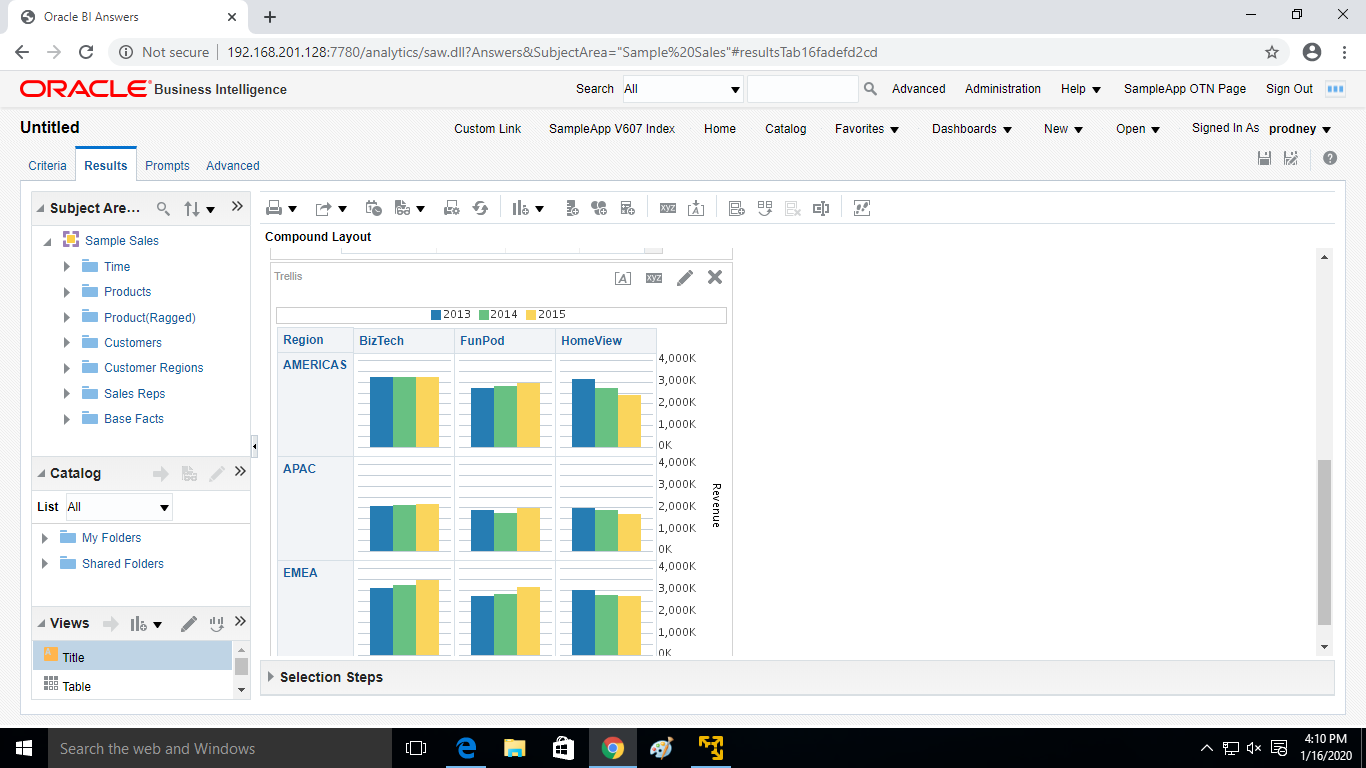 Oracle BI Answers
Not secure 192.168.201.128:7780/analytics/saw.dll?Answers&SubjectArea="Sample%20Sales"#resultsTab16fadefd2cd
ORACLE Business Intelligence
Search All Advanced Administration Help SampleApp OTN Page Sign Out
Untitled
Custom Link SampleApp V607 Index Home Catalog Favorites Dashboards New Open Signed In As prodney
Criteria Results Prompts Advanced
Subject Are...
Sample Sales
Time
Products
Product(Ragged)
Customers
Customer Regions
Sales Reps
Base Facts
Catalog
List All
My Folders
Shared Folders
Views
Title
Table
xyz A
Compound Layout
Trellis
A xyz
2013 2014 2015
Region BizTech FunPod HomeView
AMERICAS
4,000K
3,000K
2,000K
1,000K
0K
APAC
4,000K
3,000K
2,000K
1,000K
0K
EMEA
4,000K
3,000K
2,000K
1,000K
0K
Revenue
Selection Steps
Search the web and Windows
4:10 PM
1/16/2020